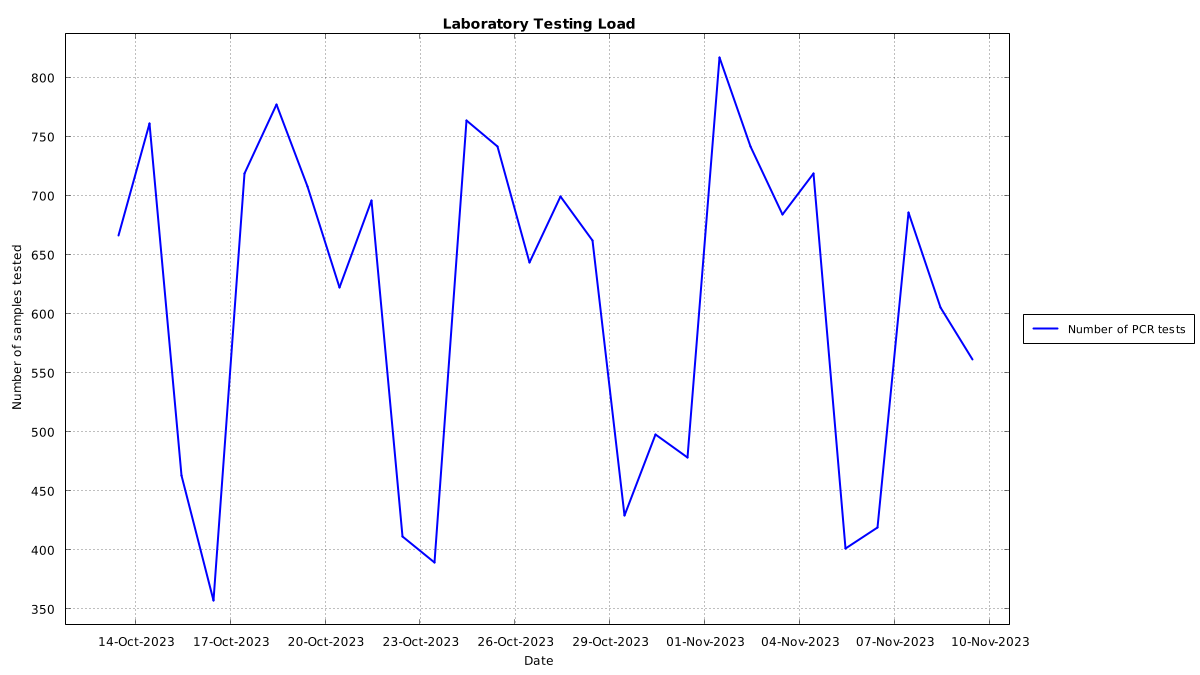 Laboratory Testing Load
Number of samples tested
800
750
700
650
600
550
500
450
400
350
14-Oct-2023 17-Oct-2023 20-Oct-2023 23-Oct-2023 26-Oct-2023 29-Oct-2023 01-Nov-2023 04-Nov-2023 07-Nov-2023 10-Nov-2023
Date
Number of PCR tests